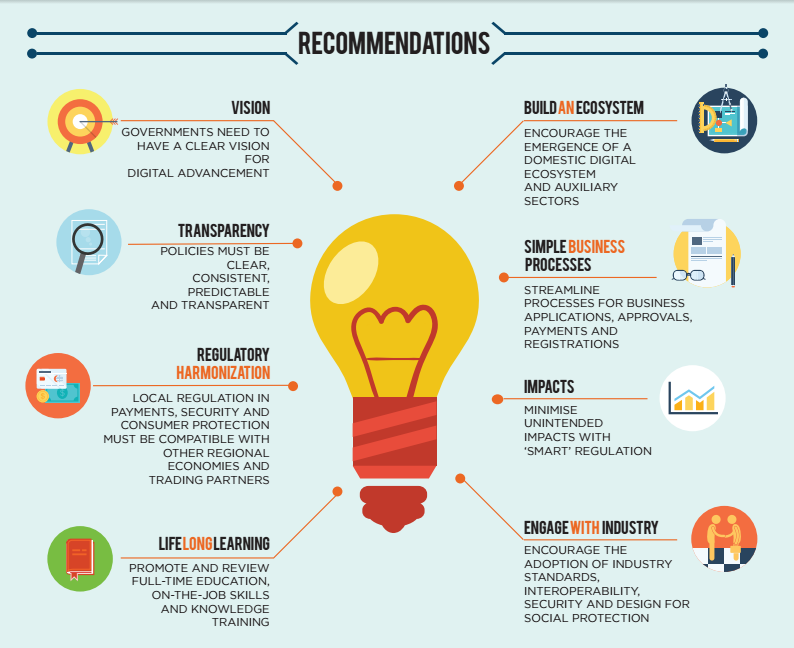 RECOMMENDATIONS
VISION
GOVERNMENTS NEED TO
HAVE A CLEAR VISION
FOR
DIGITAL ADVANCEMENT
TRANSPARENCY
POLICIES MUST BE
CLEAR,
CONSISTENT,
PREDICTABLE
AND TRANSPARENT
REGULATORY
HARMONIZATION
LOCAL REGULATION IN
PAYMENTS, SECURITY AND
CONSUMER PROTECTION
MUST BE COMPATIBLE WITH
OTHER REGIONAL
ECONOMIES AND
TRADING PARTNERS
LIFE LONG LEARNING
PROMOTE AND REVIEW
FULL-TIME EDUCATION,
ON-THE-JOB SKILLS
AND KNOWLEDGE
TRAINING
BUILD AN ECOSYSTEM
ENCOURAGE THE
EMERGENCE OF A
DOMESTIC DIGITAL
ECOSYSTEM
AND AUXILIARY
SECTORS
SIMPLE BUSINESS
PROCESSES
STREAMLINE
PROCESSES FOR BUSINESS
APPLICATIONS, APPROVALS,
PAYMENTS AND
REGISTRATIONS
IMPACTS
MINIMISE
UNINTENDED
IMPACTS WITH
‘SMART’ REGULATION
ENGAGE WITH INDUSTRY
ENCOURAGE THE
ADOPTION OF INDUSTRY
STANDARDS,
INTEROPERABILITY,
SECURITY AND DESIGN FOR
SOCIAL PROTECTION